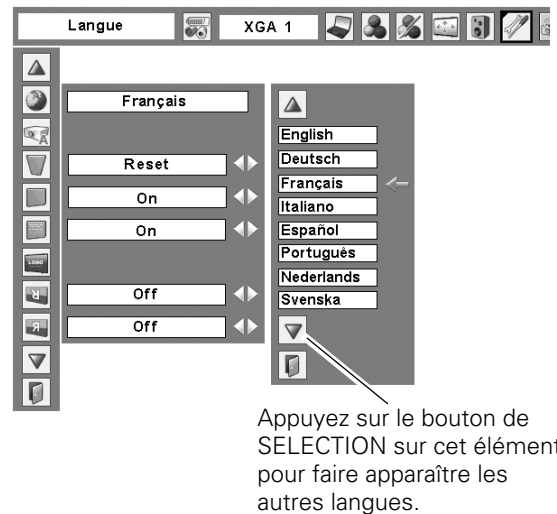 Langue
XGA 1
Français
Reset
On
On
LOGO
Off
Off
English
Deutsch
Français
Italiano
Español
Português
Nederlands
Svenska
Appuyez sur le bouton de
SELECTION sur cet élément
pour faire apparaître les
autres langues.